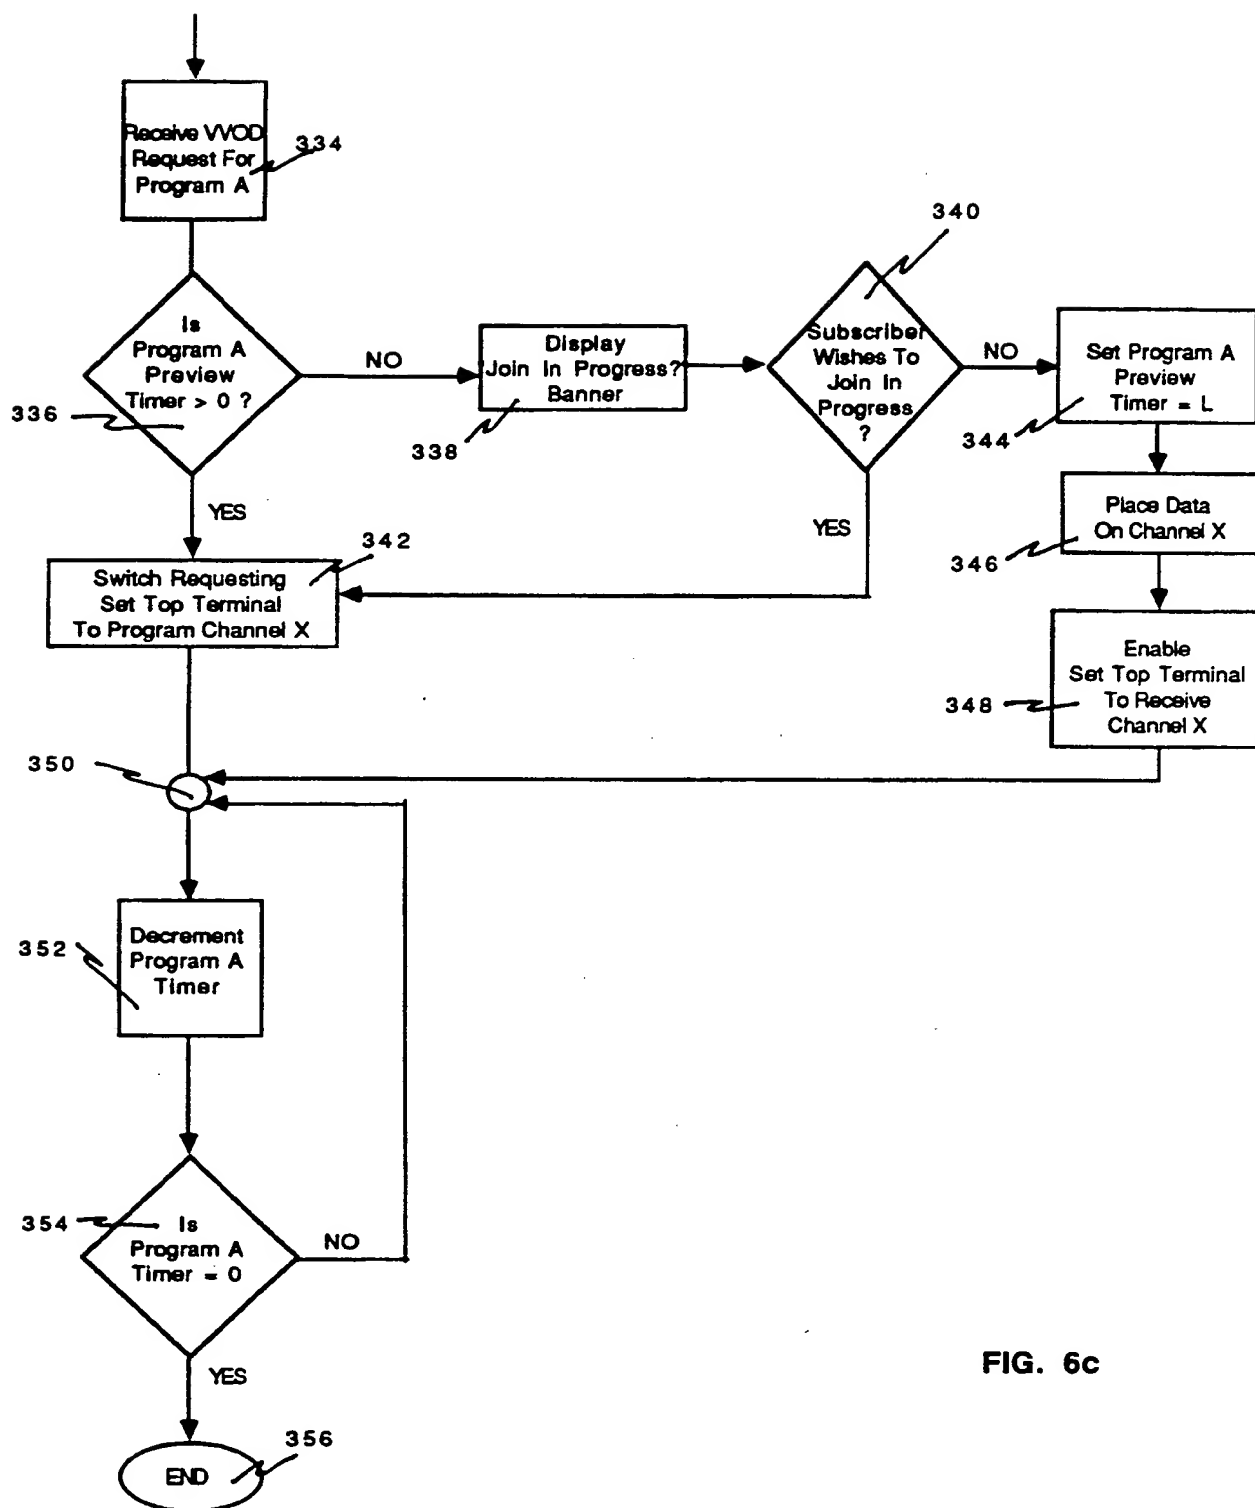 Receive VVOD
Request For
Program A
334
Is
Program A
Preview
Timer > 0 ?
336
NO
Display
Join In Progress?
Banner
338
340
Subscriber
Wishes To
Join In
Progress
?
NO
Set Program A
Preview
Timer = L
344
YES
YES
Place Data
On Channel X
346
342
Switch Requesting
Set Top Terminal
To Program Channel X
Enable
Set Top Terminal
To Receive
Channel X
348
350
Decrement
Program A
Timer
352
354
Is
Program A
Timer = 0
NO
YES
FIG. 6c
END
356